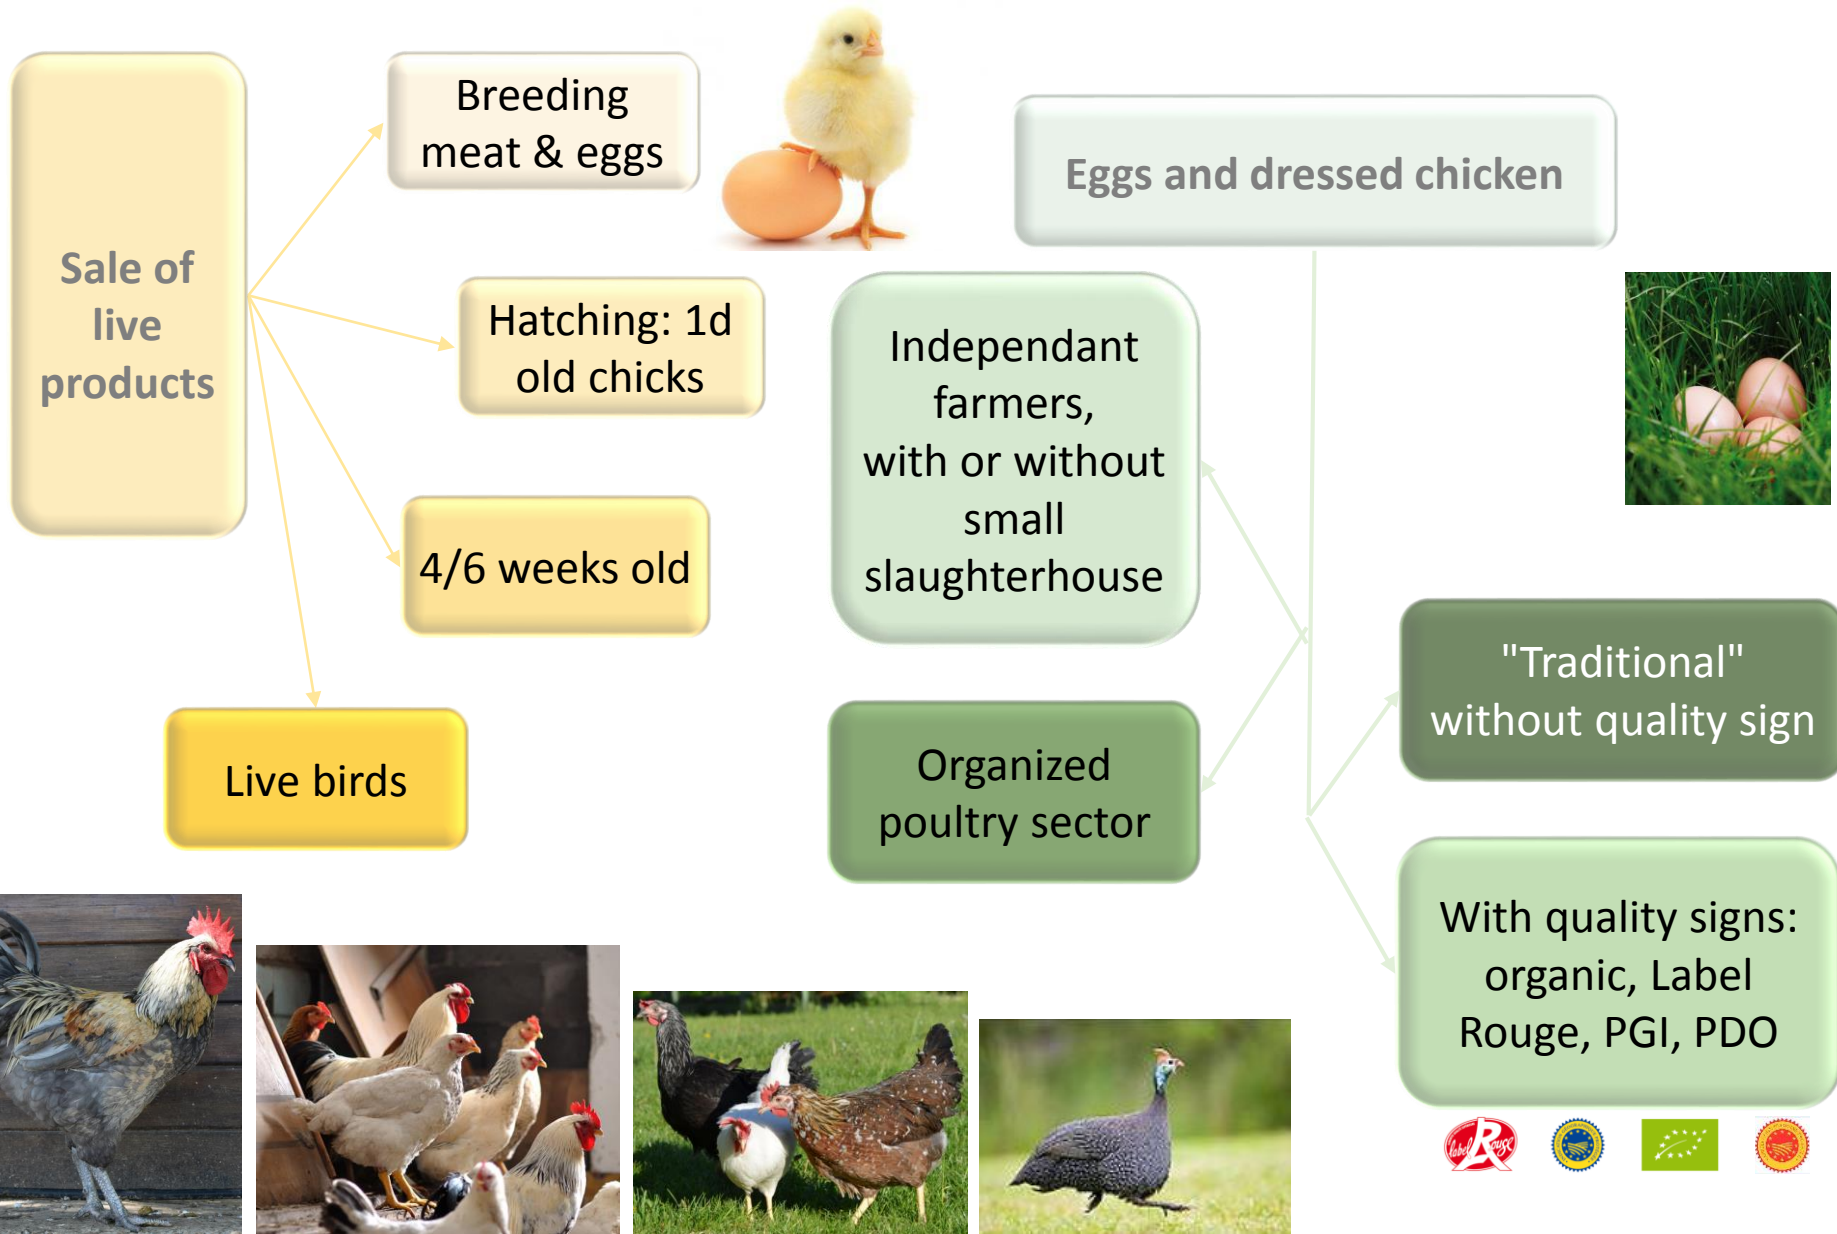 Sale of
live
products
Breeding
meat & eggs
Hatching: 1d
old chicks
4/6 weeks old
Live birds
Eggs and dressed chicken
Independant
farmers,
with or without
small
slaughterhouse
Organized
poultry sector
"Traditional"
without quality sign
With quality signs:
organic, Label
Rouge, PGI, PDO
label Rouge